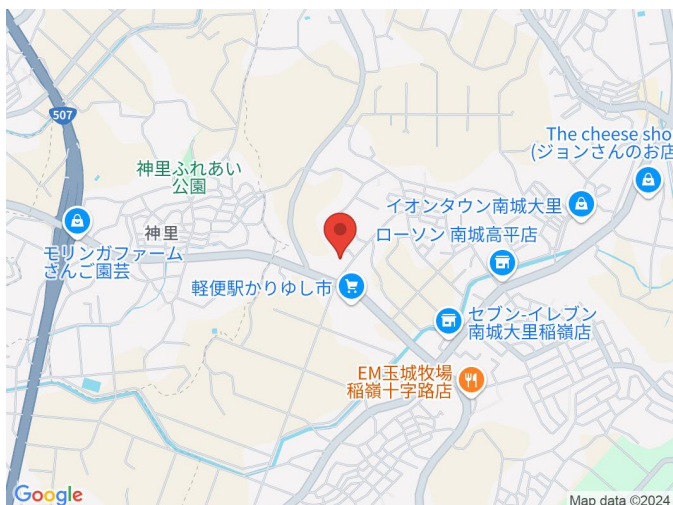 507
The cheese sho
(ジョンさんのお店
神里ふれあい
公園
イオンタウン南城大里
神里
ローソン 南城高平店
モリンガファーム
さんご園芸
軽便駅かりゆし市
セブン-イレブン
南城大里稲嶺店
EM玉城牧場
稲嶺十字路店
Google
Map data ©2024